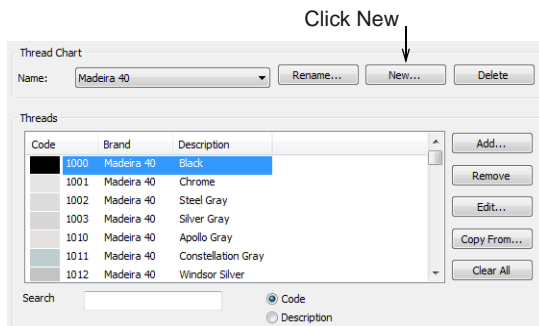 Click New
Thread Chart
Name: Madeira 40 Rename... New... Delete
Threads
Code Brand Description Add...
1000 Madeira 40 Black
1001 Madeira 40 Chrome Remove
1002 Madeira 40 Steel Gray Edit...
1003 Madeira 40 Silver Gray
1010 Madeira 40 Apollo Gray Copy From...
1011 Madeira 40 Constellation Gray
1012 Madeira 40 Windsor Silver Clear All
Search Code
Description